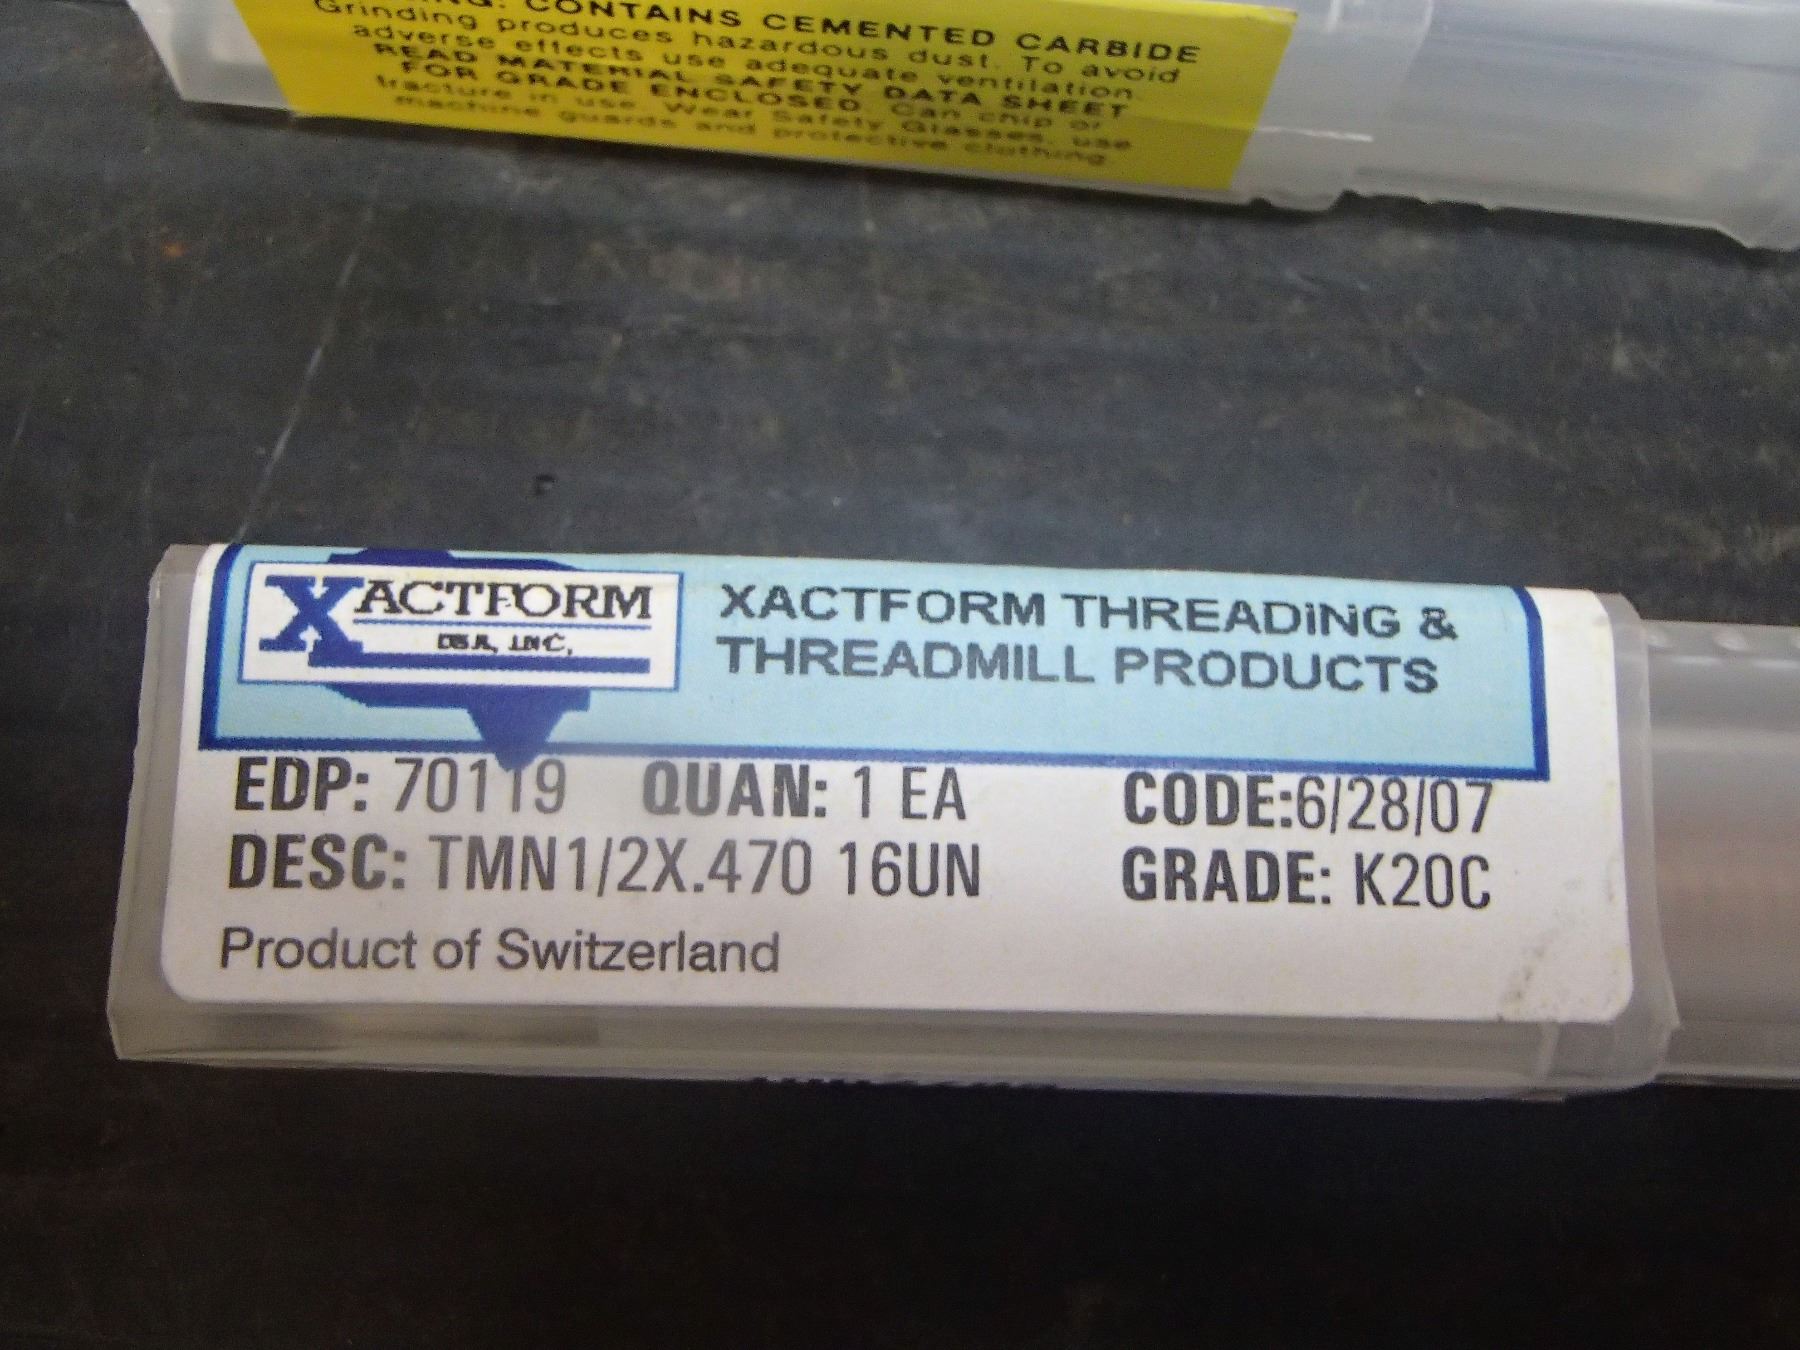 CONTAINS CEMENTED CARBIDE
Grinding produces hazardous dust. To avoid
adverse effects use adequate ventilation.
READ MATERIAL SAFETY DATA SHEET
FOR GRADE ENCLOSED. Can chip or
fracture in use. Wear Safety Glasses, use
machine guards and protective clothing.
XACTFORM
USA, INC.
XACTFORM THREADING &
THREADMILL PRODUCTS
EDP: 70119 QUAN: 1 EA CODE:6/28/07
DESC: TMN1/2X.470 16UN GRADE: K20C
Product of Switzerland